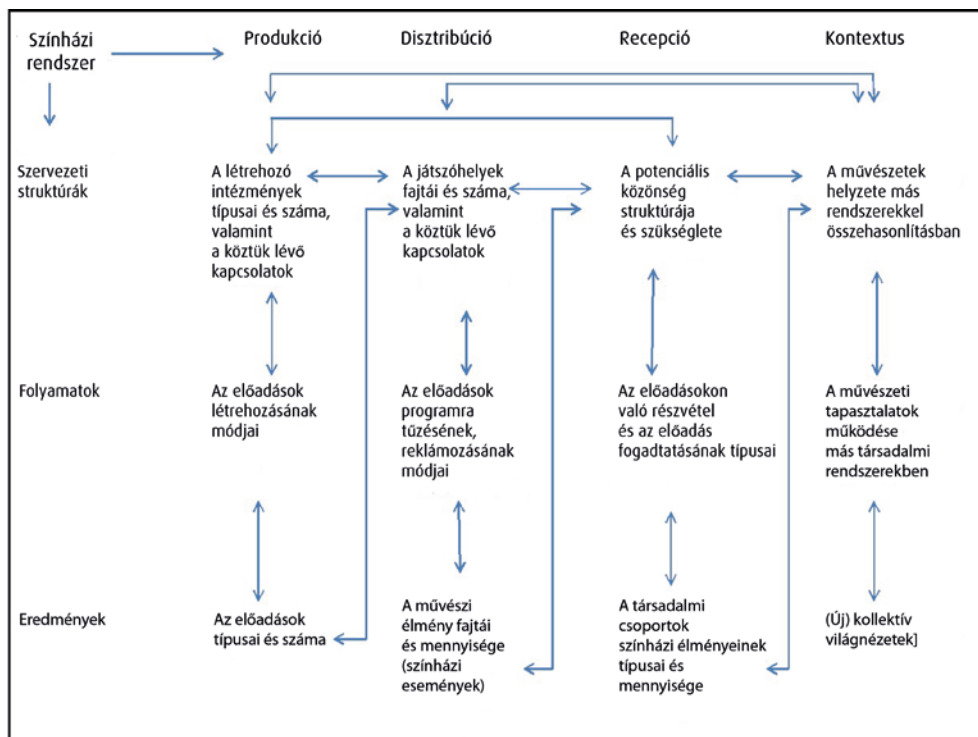 Színházi
rendszer
Produkció
Disztribúció
Recepció
Kontextus
Szervezeti
struktúrák
A létrehozó
intézmények
típusai és száma,
valamint
a köztük lévő
kapcsolatok
A játszóhelyek
fajtái és száma,
valamint
a köztük lévő
kapcsolatok
A potenciális
közönség
struktúrája
és szükséglete
A művészetek
helyzete más
rendszerekkel
összehasonlításban
Folyamatok
Az előadások
létrehozásának
módjai
Az előadások
programra
tűzésének,
reklámozásának
módjai
Az előadásokon
való részvétel
és az előadás
fogadtatásának típusai
A művészeti
tapasztalatok
működése
más társadalmi
rendszerekben
Eredmények
Az előadások
típusai és száma
A művészi
élmény fajtái
és mennyisége
(színházi
események)
A társadalmi
csoportok
színházi élményeinek
típusai és
mennyisége
(Új) kollektív
világnézetek]